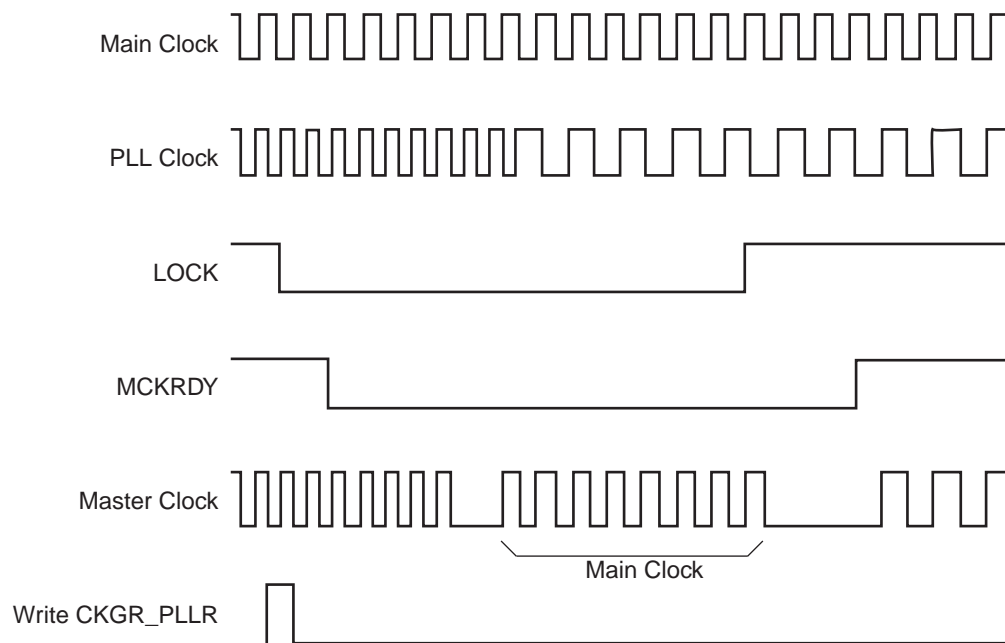 Main Clock
PLL Clock
LOCK
MCKRDY
Master Clock
Main Clock
Write CKGR_PLLR